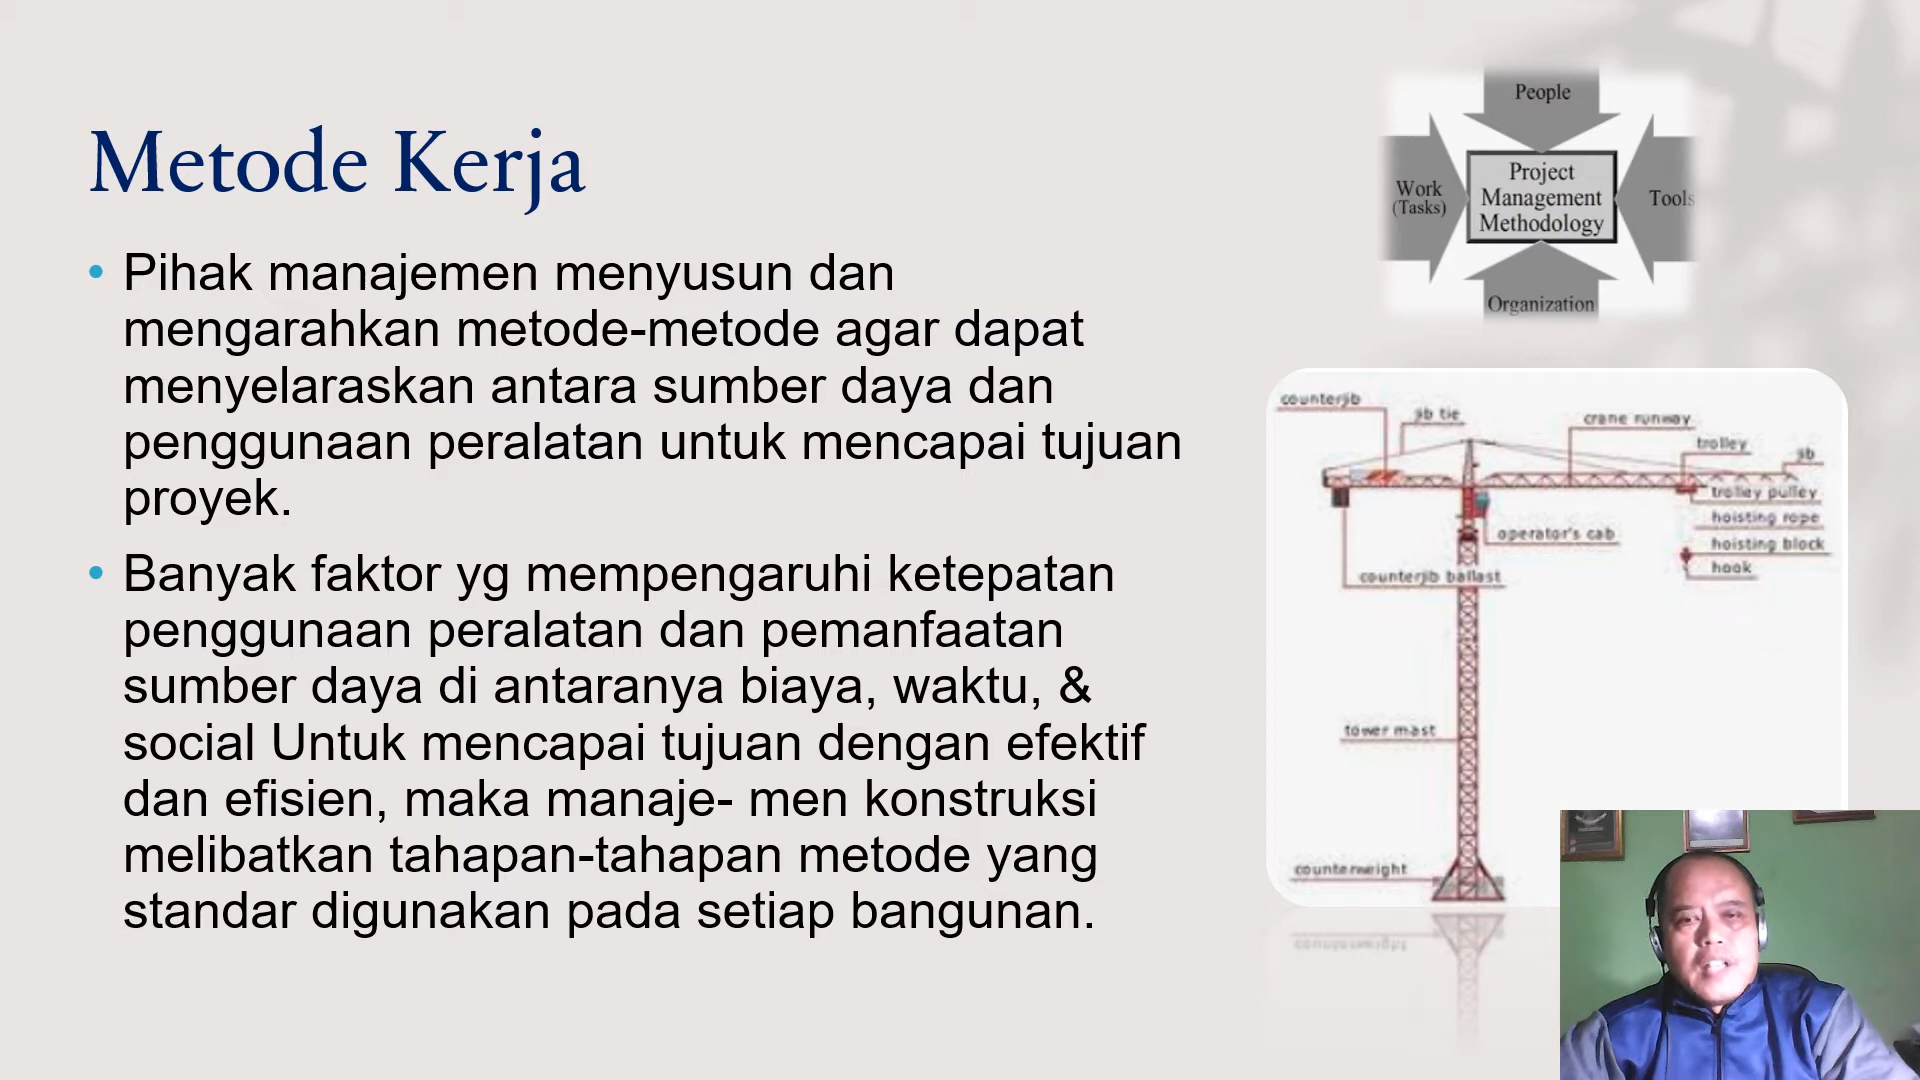 Metode Kerja
• Pihak manajemen menyusun dan
mengarahkan metode-metode agar dapat
menyelaraskan antara sumber daya dan
penggunaan peralatan untuk mencapai tujuan
proyek.
• Banyak faktor yg mempengaruhi ketepatan
penggunaan peralatan dan pemanfaatan
sumber daya di antaranya biaya, waktu, &
social Untuk mencapai tujuan dengan efektif
dan efisien, maka manaje- men konstruksi
melibatkan tahapan-tahapan metode yang
standar digunakan pada setiap bangunan.
People
Work
(Tasks)
Project
Management
Methodology
Tools
Organization
counterjib
jib tie
crane runway
trolley
jib
trolley pulley
hoisting rope
operator's cab
hoisting block
hook
counterjib ballast
tower mast
counterweight